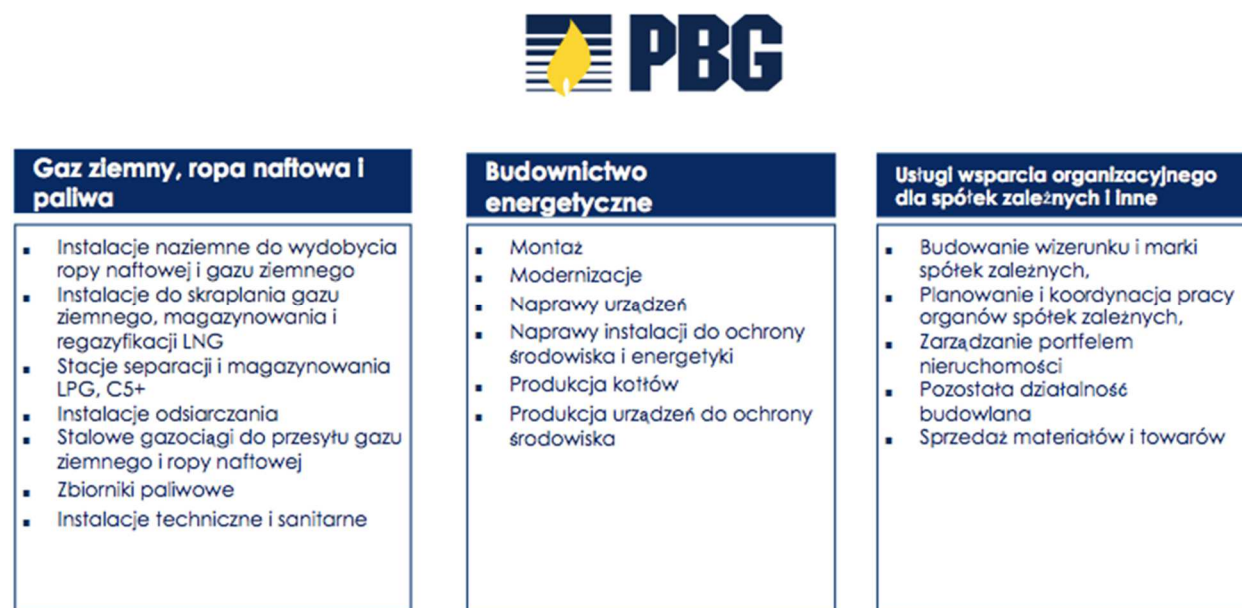 PBG
Gaz ziemny, ropa naftowa i
paliwa
▪ Instalacje naziemne do wydobycia
ropy naftowej i gazu ziemnego
▪ Instalacje do skraplania gazu
ziemnego, magazynowania i
regazyfikacji LNG
▪ Stacje separacji i magazynowania
LPG, C5+
▪ Instalacje odsiarczania
▪ Stalowe gazociągi do przesyłu gazu
ziemnego i ropy naftowej
▪ Zbiorniki paliwowe
▪ Instalacje techniczne i sanitarne
Budownictwo
energetyczne
▪ Montaż
▪ Modernizacje
▪ Naprawy urządzeń
▪ Naprawy instalacji do ochrony
środowiska i energetyki
▪ Produkcja kotłów
▪ Produkcja urządzeń do ochrony
środowiska
Usługi wsparcia organizacyjnego
dla spółek zależnych i inne
▪ Budowanie wizerunku i marki
spółek zależnych,
▪ Planowanie i koordynacja pracy
organów spółek zależnych,
▪ Zarządzanie portfelem
nieruchomości
▪ Pozostała działalność
budowlana
▪ Sprzedaż materiałów i towarów